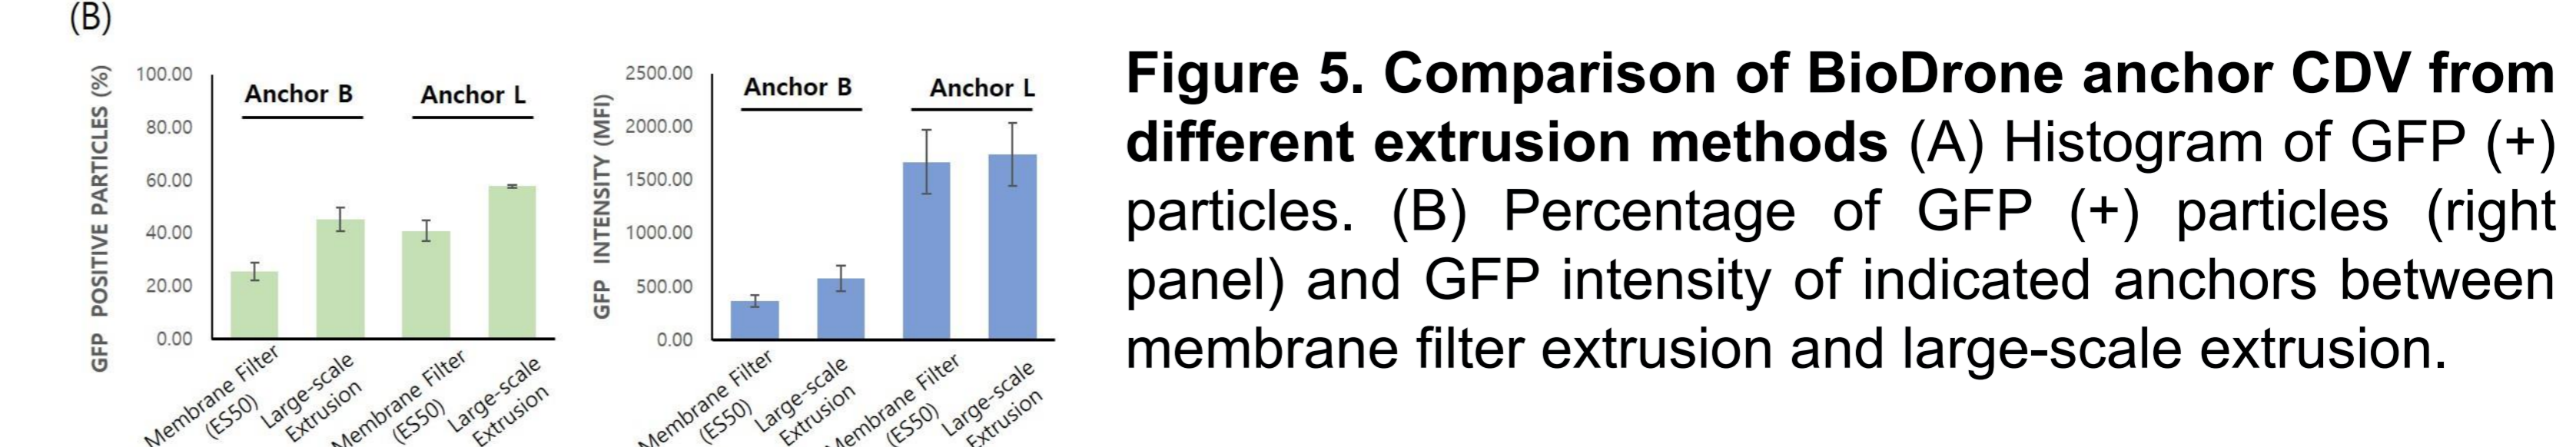 (B)
GFP POSITIVE PARTICLES (%)
100.00
80.00
60.00
40.00
20.00
0.00
Anchor B
Anchor L
Membrane Filter
(ES50)
Large-scale
Extrusion
Membrane Filter
(ES50)
Large-scale
Extrusion
GFP INTENSITY (MFI)
2500.00
2000.00
1500.00
1000.00
500.00
0.00
Anchor B
Anchor L
Membrane Filter
(ES50)
Large-scale
Extrusion
Membrane Filter
(ES50)
Large-scale
Extrusion
Figure 5. Comparison of BioDrone anchor CDV from
different extrusion methods (A) Histogram of GFP (+)
particles. (B) Percentage of GFP (+) particles (right
panel) and GFP intensity of indicated anchors between
membrane filter extrusion and large-scale extrusion.